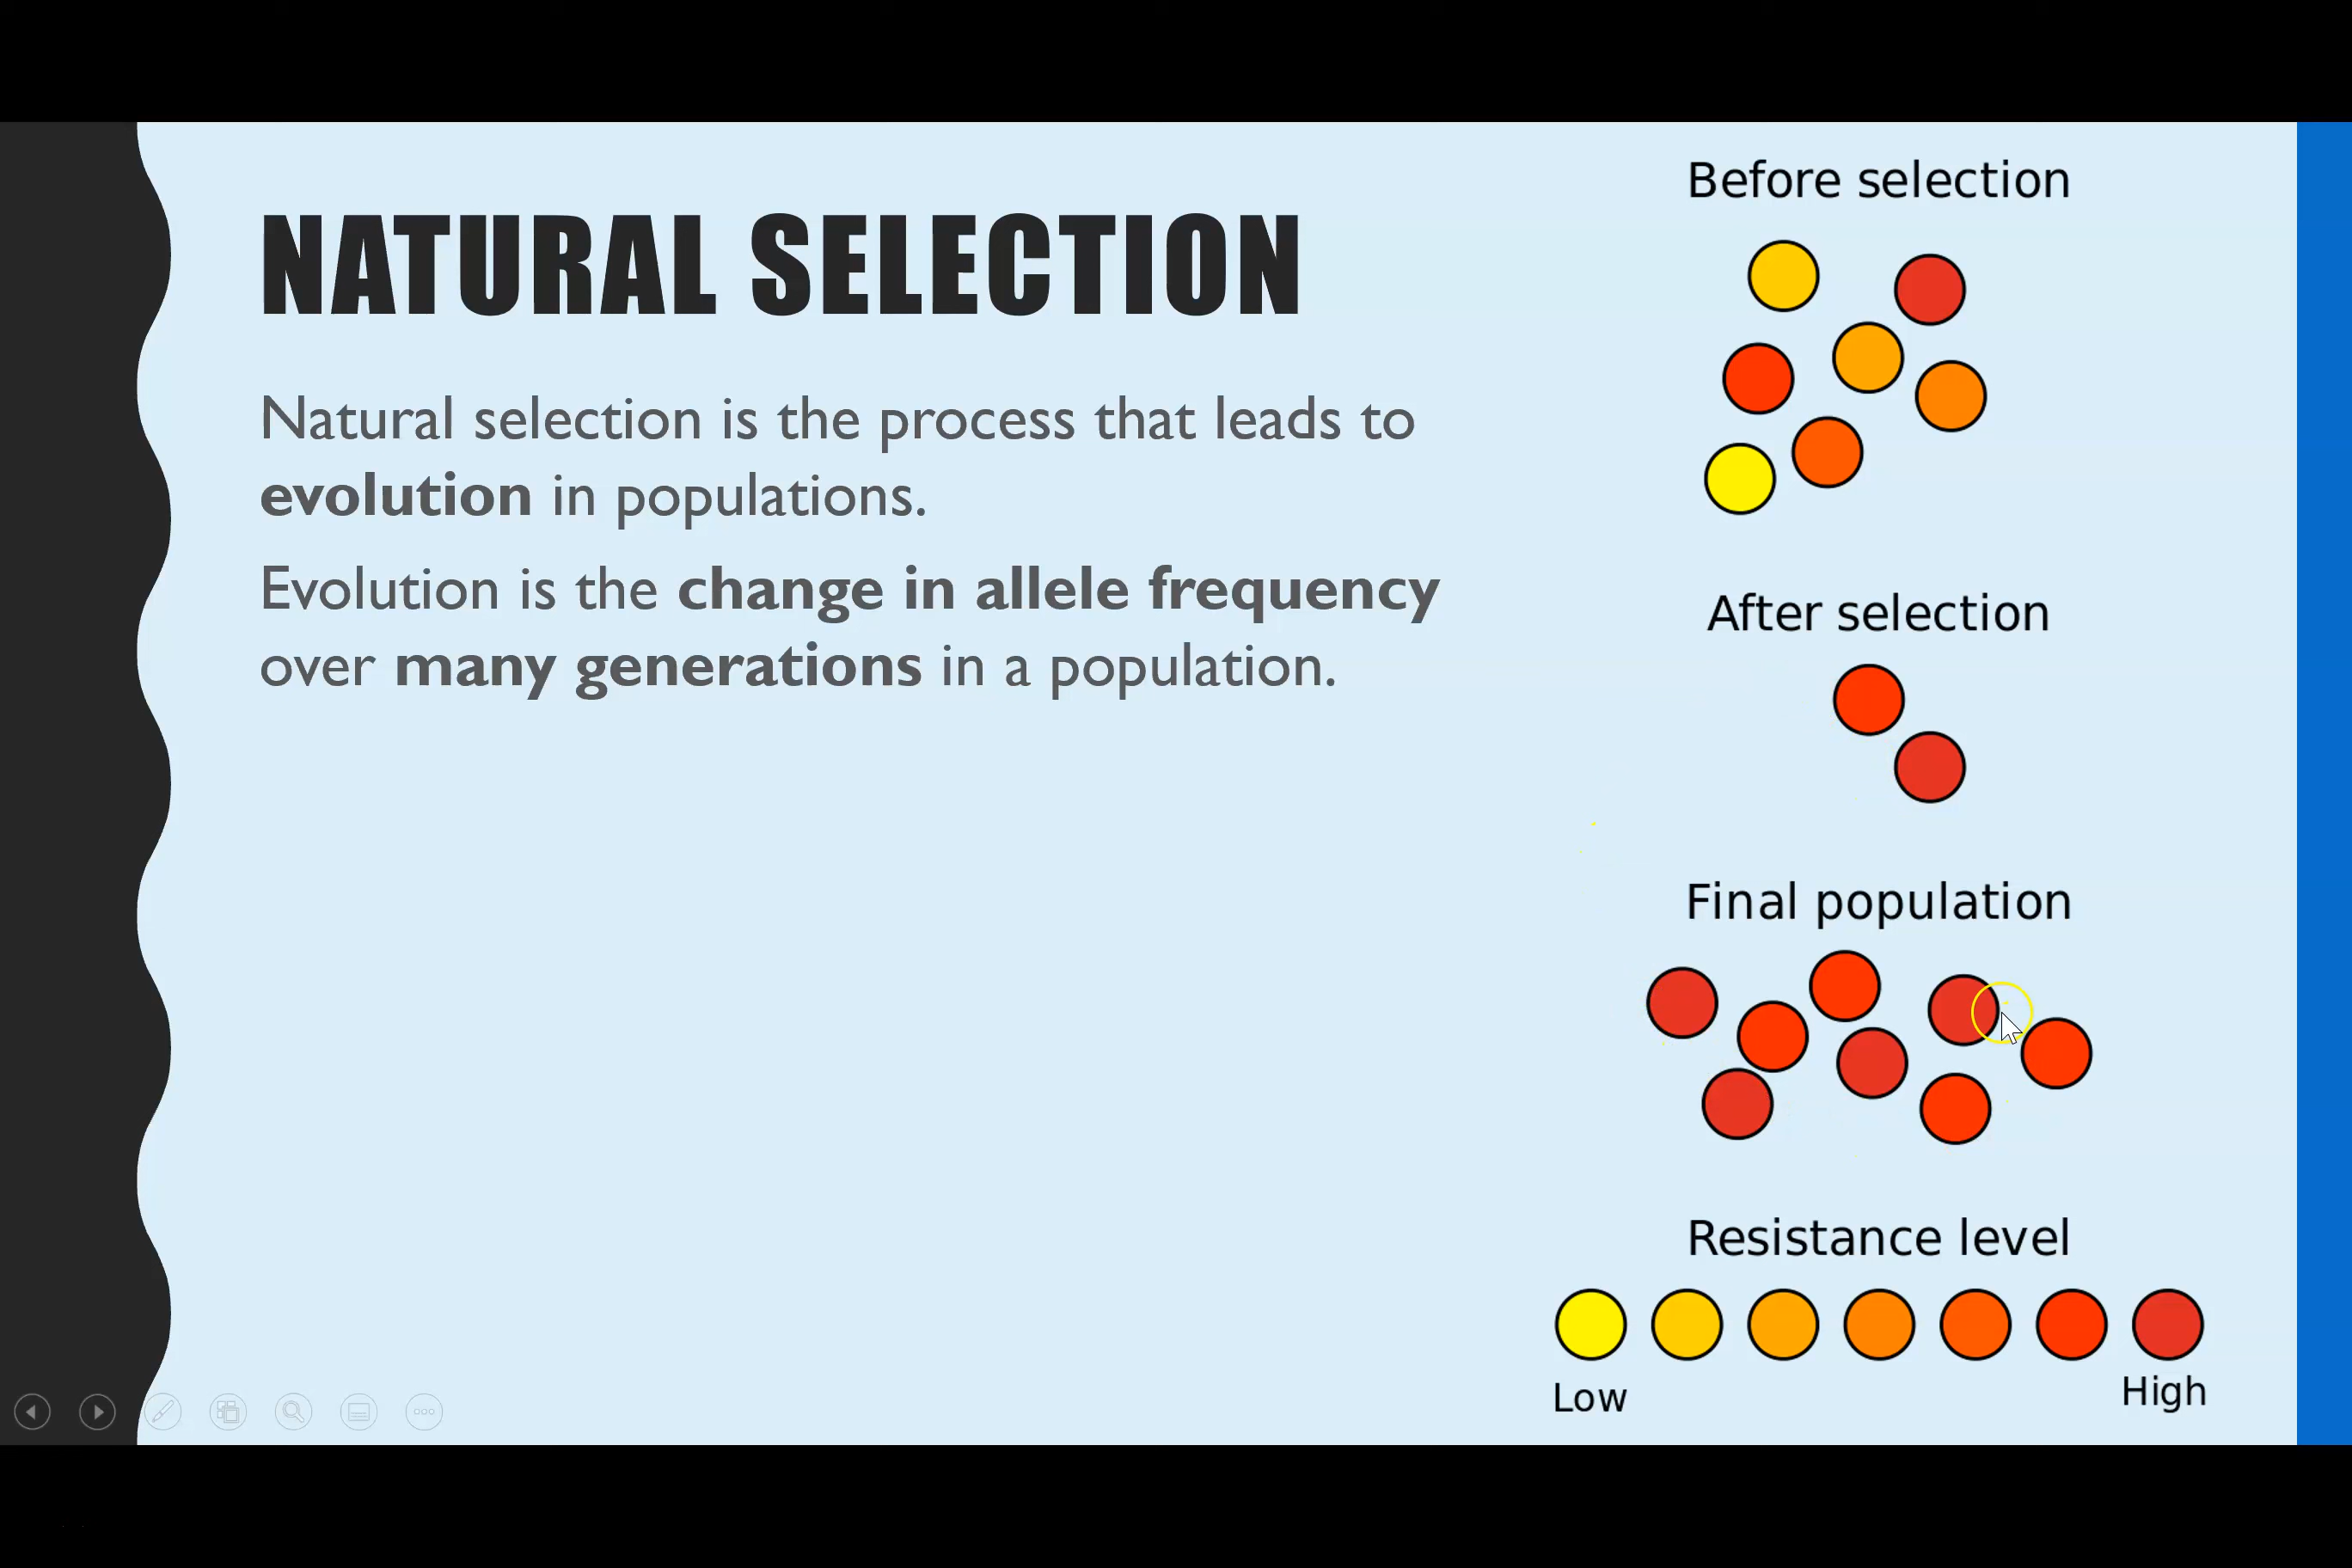 NATURAL SELECTION
Natural selection is the process that leads to
evolution in populations.
Evolution is the change in allele frequency
over many generations in a population.
Before selection
After selection
Final population
Resistance level
Low
High